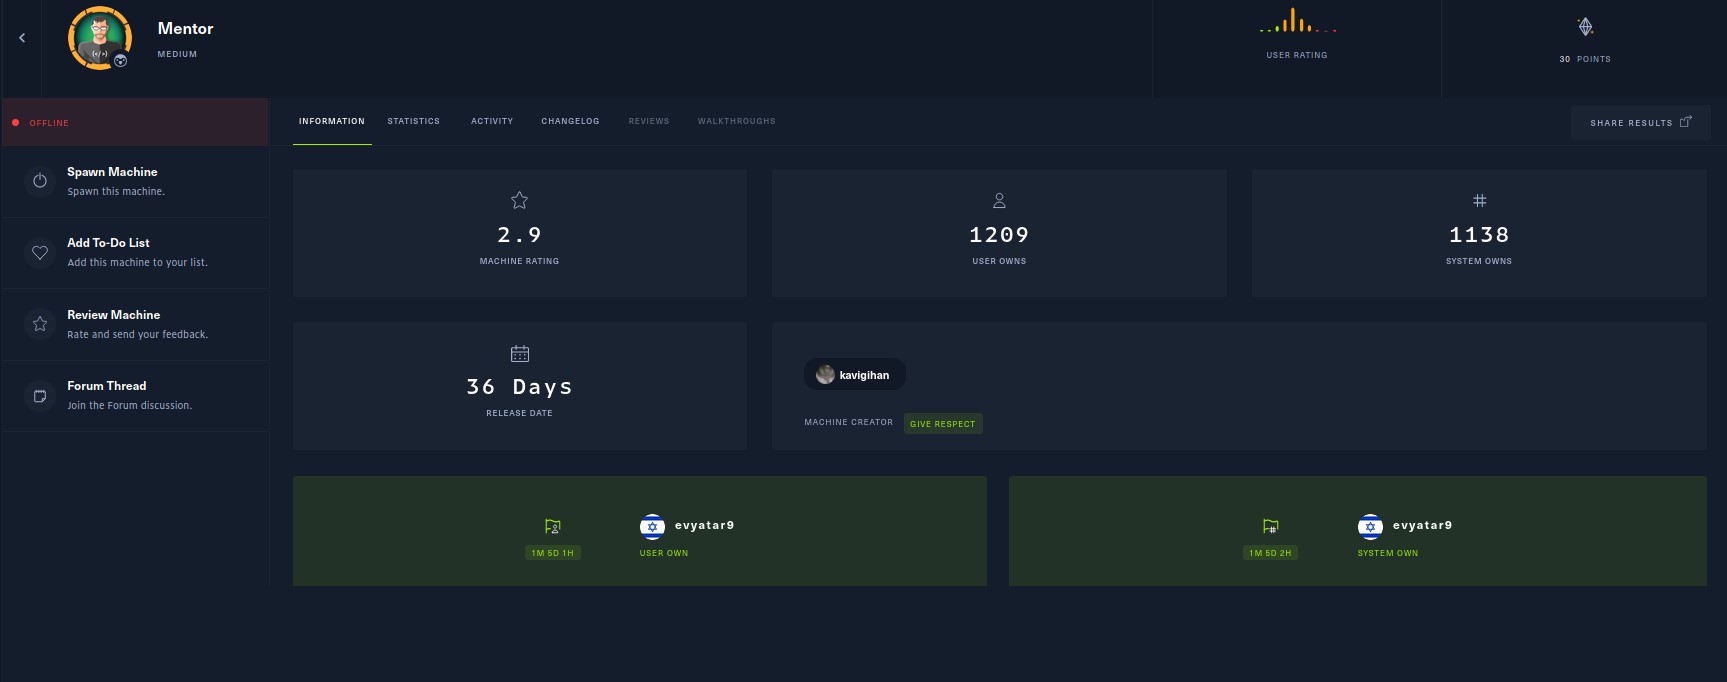 Mentor
MEDIUM
USER RATING
30 POINTS
OFFLINE
INFORMATION STATISTICS ACTIVITY CHANGELOG REVIEWS WALKTHROUGHS
SHARE RESULTS
Spawn Machine
Spawn this machine.
Add To-Do List
Add this machine to your list.
Review Machine
Rate and send your feedback.
Forum Thread
Join the Forum discussion.
2.9
MACHINE RATING
1209
USER OWNS
1138
SYSTEM OWNS
36 Days
RELEASE DATE
kavigihan
MACHINE CREATOR GIVE RESPECT
evyatar9
1M 5D 1H USER OWN
evyatar9
1M 5D 2H SYSTEM OWN